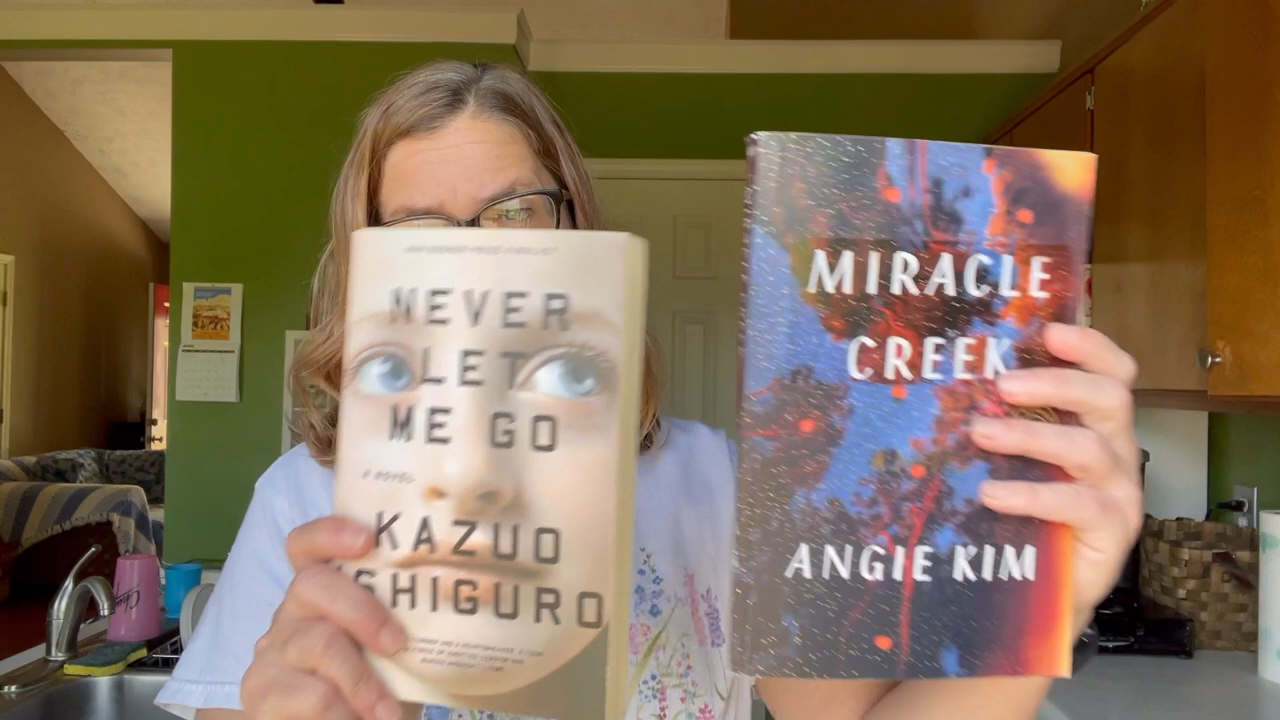 NEVER
LET
ME GO
A NOVEL
KAZUO
ISHIGURO
MIRACLE
CREEK
ANGIE KIM